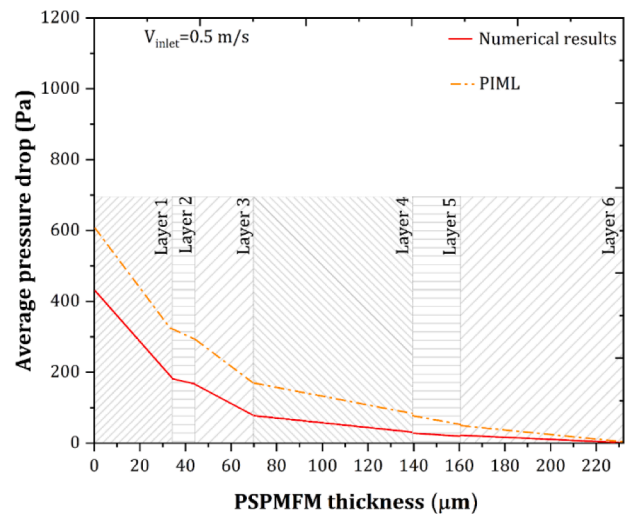 1200
1000
800
600
400
200
0
Average pressure drop (Pa)
V_inlet=0.5 m/s
Numerical results
PIML
Layer 1
Layer 2
Layer 3
Layer 4
Layer 5
Layer 6
0 20 40 60 80 100 120 140 160 180 200 220
PSPMFM thickness (μm)